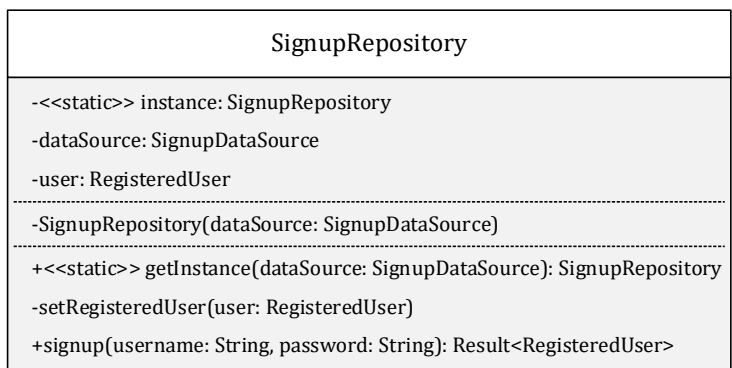 SignupRepository
-<<static>> instance: SignupRepository
-dataSource: SignupDataSource
-user: RegisteredUser
-SignupRepository(dataSource: SignupDataSource)
+<<static>> getInstance(dataSource: SignupDataSource): SignupRepository
-setRegisteredUser(user: RegisteredUser)
+signup(username: String, password: String): Result<RegisteredUser>